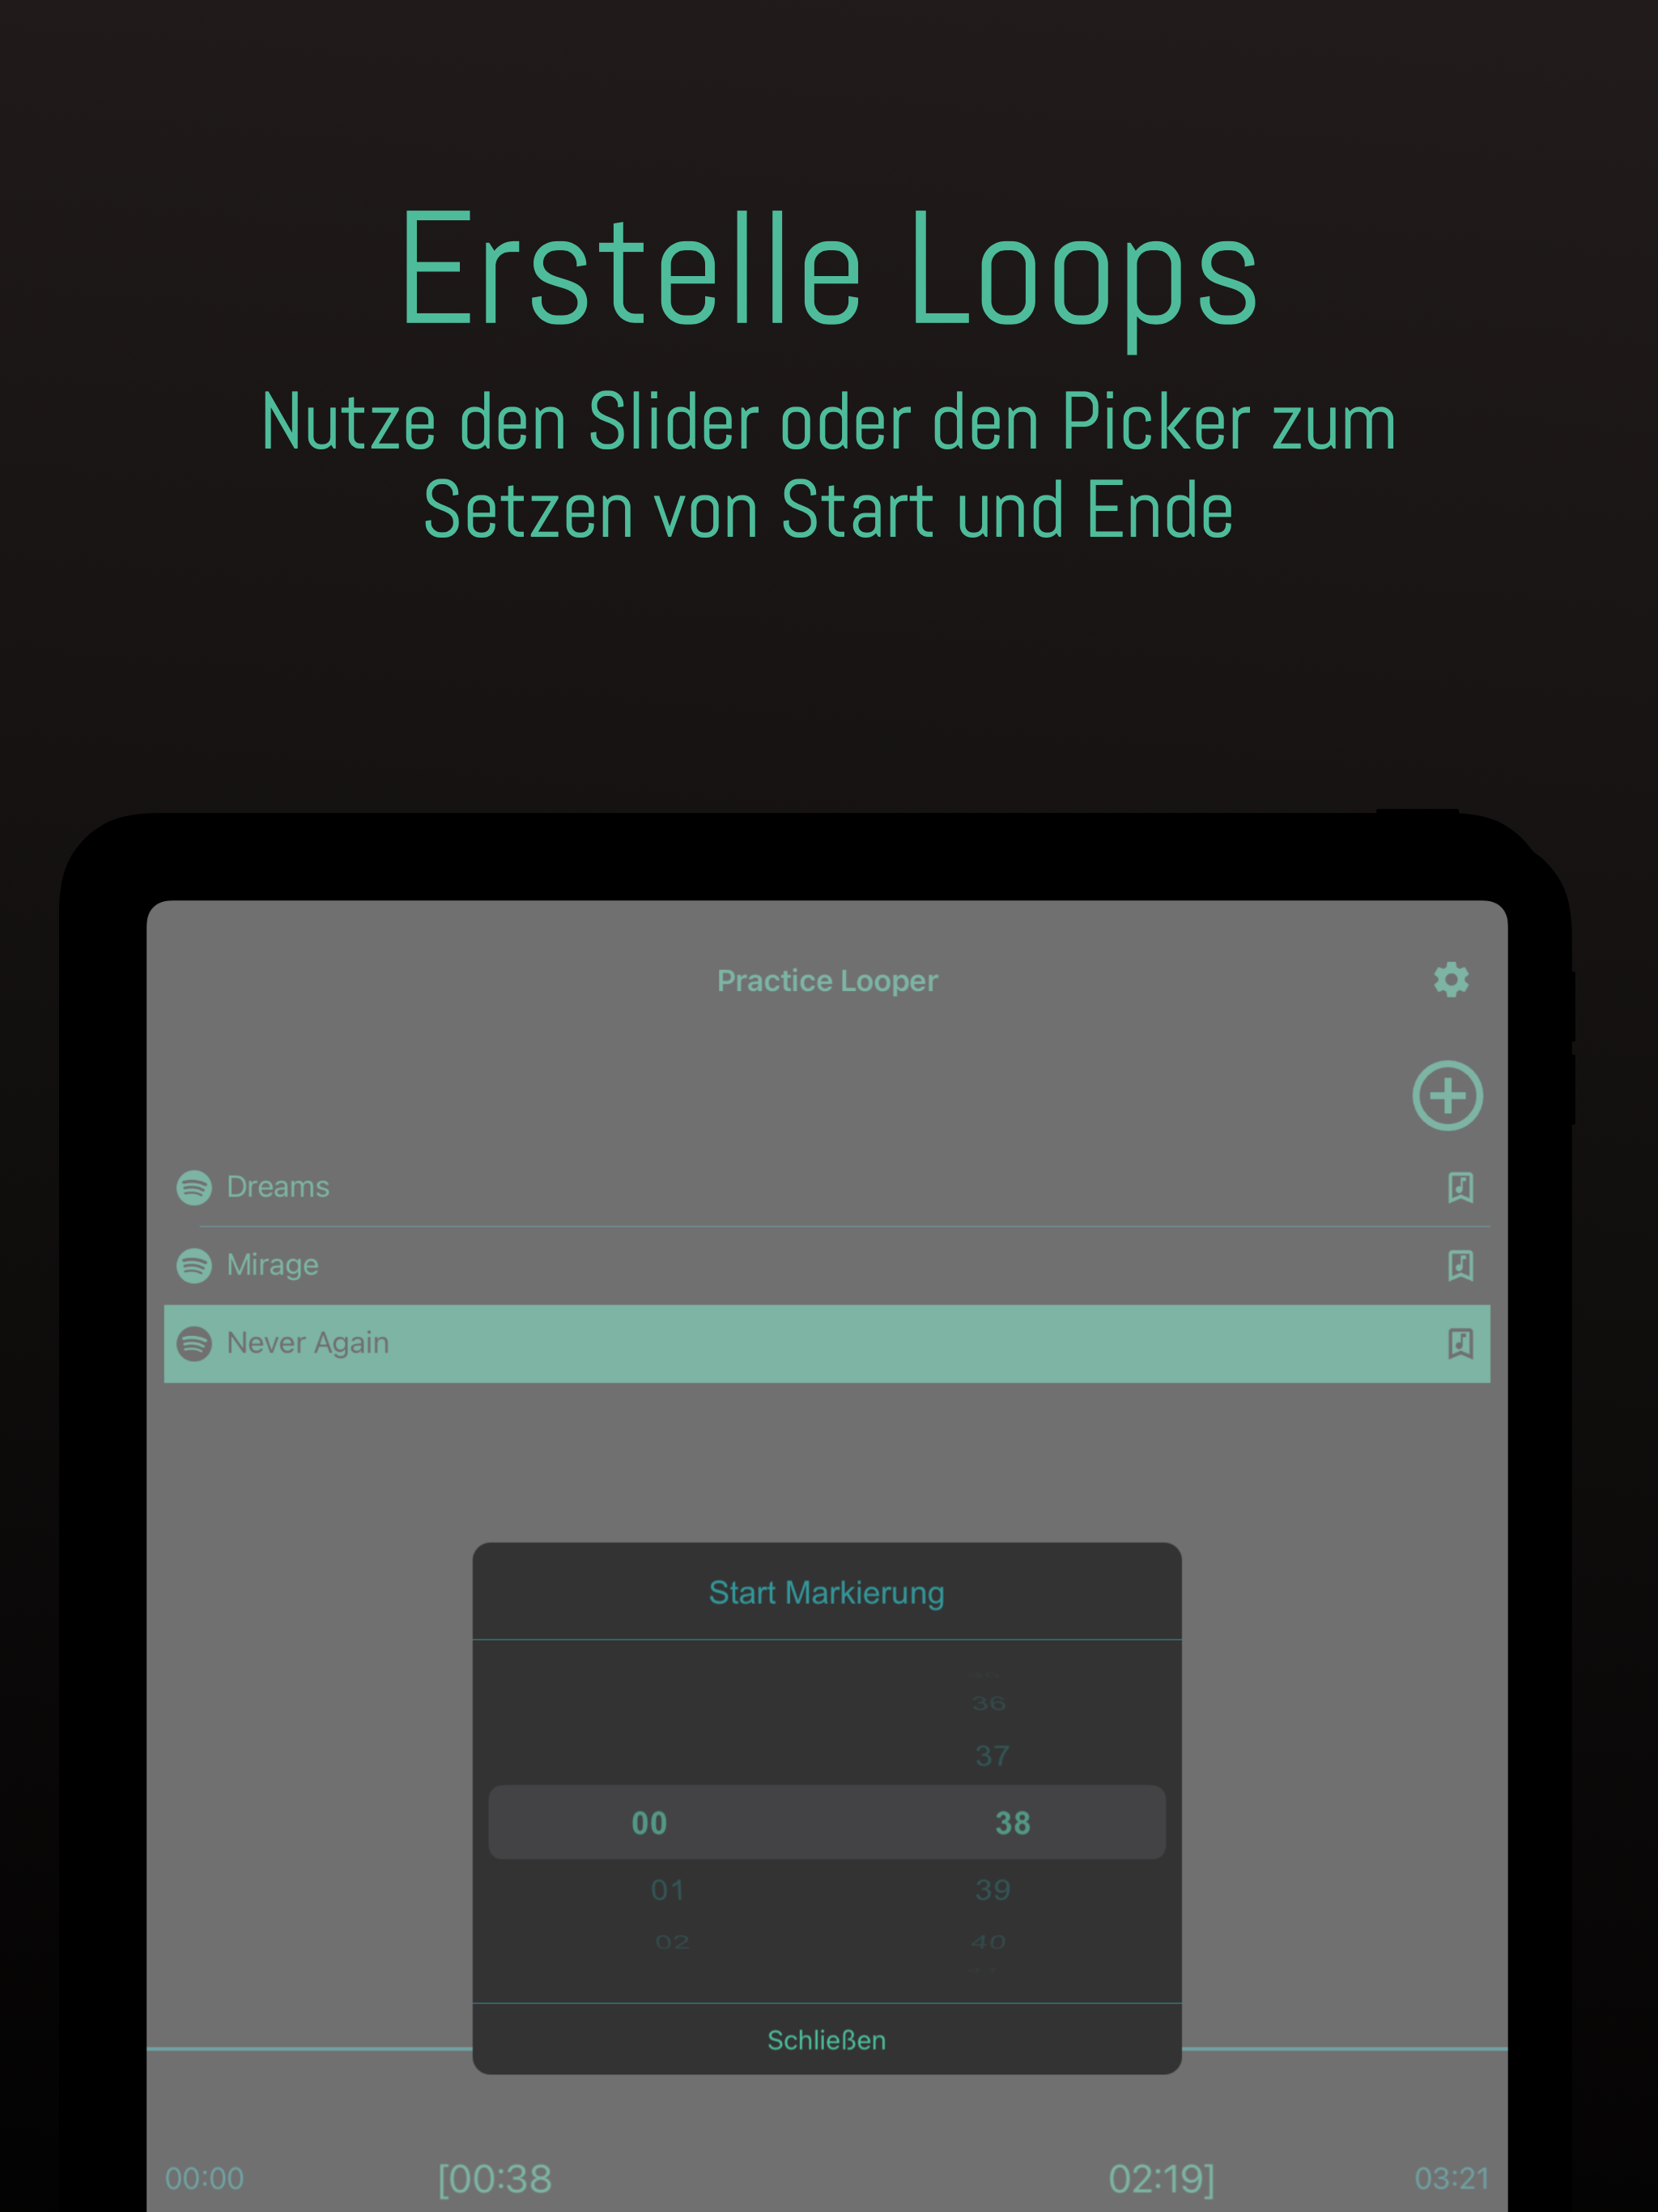 Erstelle Loops
Nutze den Slider oder den Picker zum
Setzen von Start und Ende
Practice Looper
Dreams
Mirage
Never Again
Start Markierung
36
37
00 38
01 39
02 40
Schließen
00:00 [00:38 02:19] 03:21